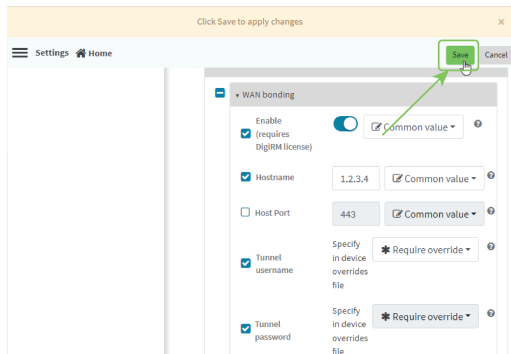 Click Save to apply changes ×
Settings Home Save Cancel
WAN bonding
Enable
(requires
DigiRM license)
Common value
Hostname 1.2.3.4 Common value
Host Port 443 Common value
Tunnel
username
Specify
in device
overrides
file
Require override
Tunnel
password
Specify
in device
overrides
file
Require override